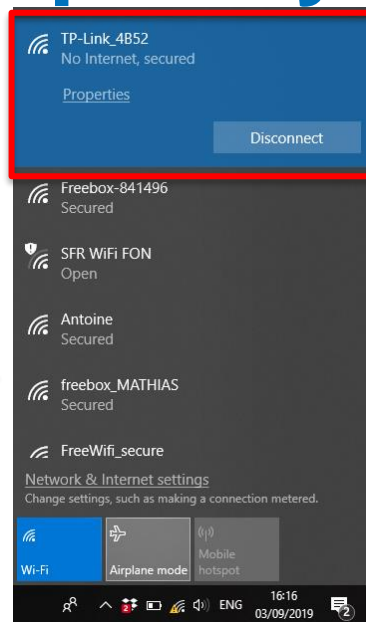 TP-Link_4B52
No Internet, secured
Properties
Disconnect
Freebox-841496
Secured
SFR WiFi FON
Open
Antoine
Secured
freebox_MATHIAS
Secured
FreeWifi_secure
Network & Internet settings
Change settings, such as making a connection metered.
Wi-Fi
Airplane mode
Mobile
hotspot
ENG
16:16
03/09/2019
2